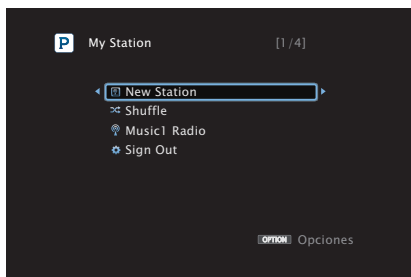 P My Station [1/4]
New Station
Shuffle
Music1 Radio
Sign Out
OPTION Opciones